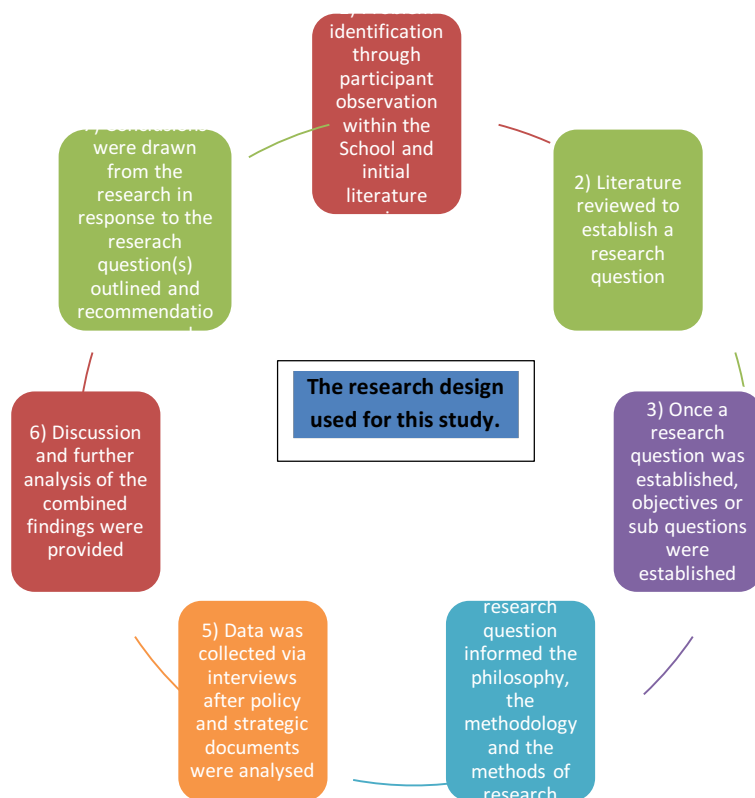 identification
through
participant
observation
within the
School and
initial
literature
2) Literature
reviewed to
establish a
research
question
3) Once a
research
question was
established,
objectives or
sub questions
were
established
research
question
informed the
philosophy,
the
methodology
and the
methods of
research
5) Data was
collected via
interviews
after policy
and strategic
documents
were analysed
6) Discussion
and further
analysis of the
combined
findings were
provided
were drawn
from the
research in
response to the
reserach
question(s)
outlined and
recommendatio
The research design
used for this study.